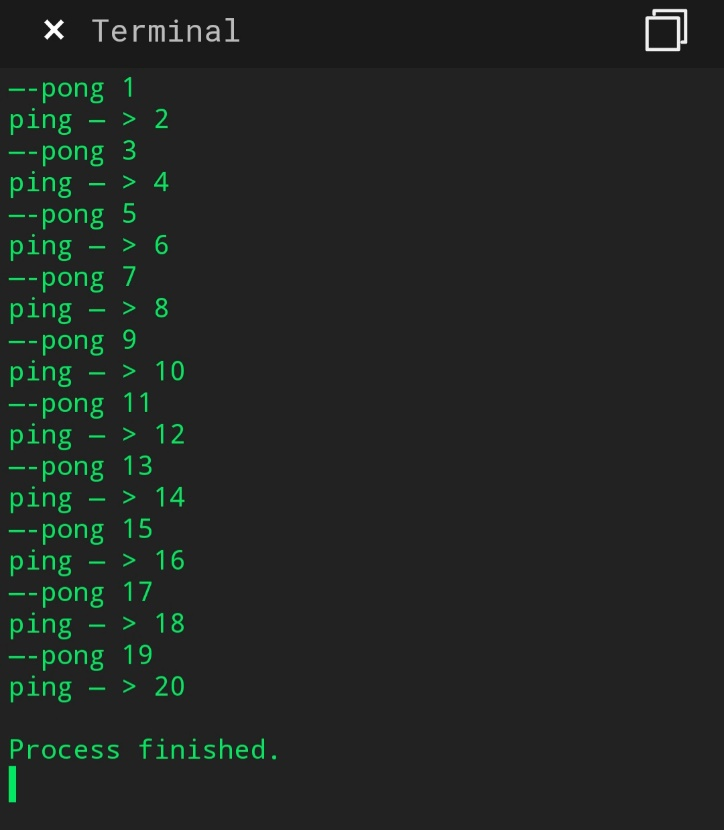 × Terminal
—-pong 1
ping — > 2
—-pong 3
ping — > 4
—-pong 5
ping — > 6
—-pong 7
ping — > 8
—-pong 9
ping — > 10
—-pong 11
ping — > 12
—-pong 13
ping — > 14
—-pong 15
ping — > 16
—-pong 17
ping — > 18
—-pong 19
ping — > 20
Process finished.